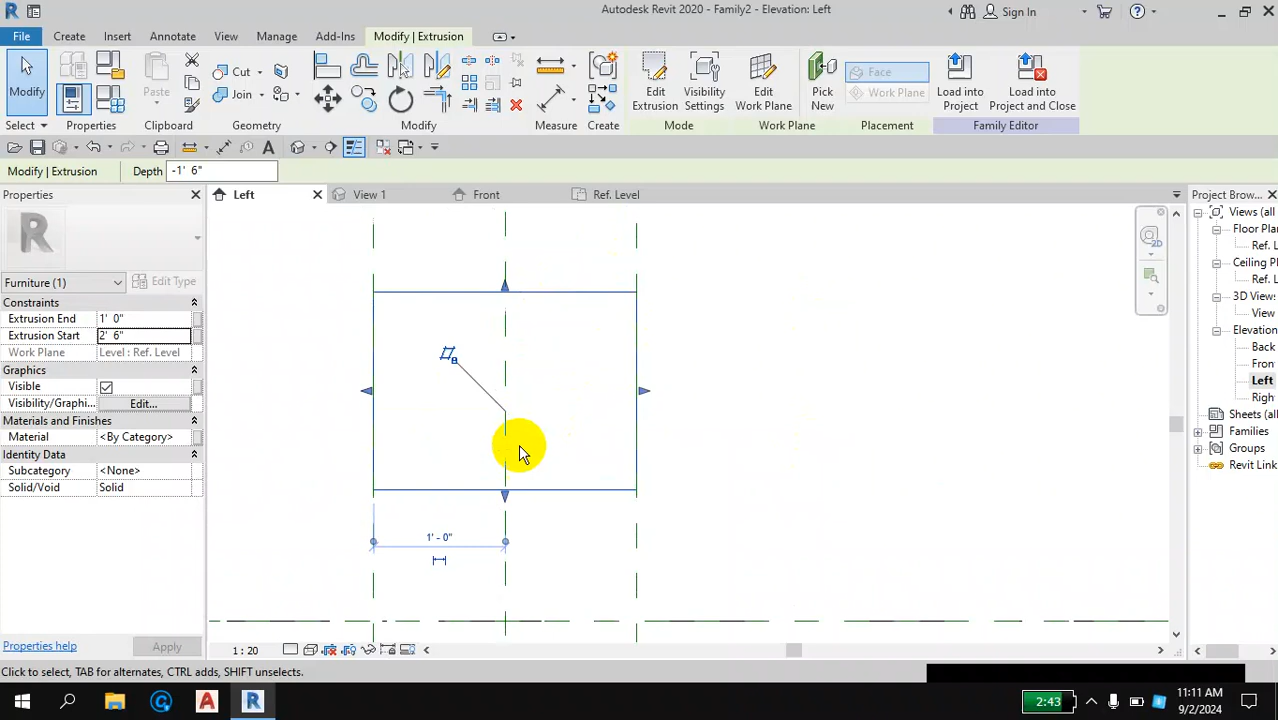 Autodesk Revit 2020 - Family2 - Elevation: Left
Sign In
File Create Insert Annotate View Manage Add-Ins Modify | Extrusion
Modify
Paste
Cut
Join
Edit Extrusion
Visibility Settings
Edit Work Plane
Pick New
Face
Work Plane
Load into Project
Load into Project and Close
Select Properties Clipboard Geometry Modify Measure Create Mode Work Plane Placement Family Editor
Modify | Extrusion Depth -1' 6"
Properties
Left View 1 Front Ref. Level
Project Brow...
Furniture (1) Edit Type
Constraints
Extrusion End 1' 0"
Extrusion Start 2' 6"
Work Plane Level : Ref. Level
Graphics
Visible
Visibility/Graphi... Edit...
Materials and Finishes
Material <By Category>
Identity Data
Subcategory <None>
Solid/Void Solid
Properties help Apply
2D
1' - 0"
Views (all
Floor Plan
Ref. L
Ceiling Pl
Ref. L
3D Views
View
Elevation
Back
Fron
Left
Righ
Sheets (all
Families
Groups
Revit Link
1 : 20
Click to select, TAB for alternates, CTRL adds, SHIFT unselects.
2:43
11:11 AM
9/2/2024